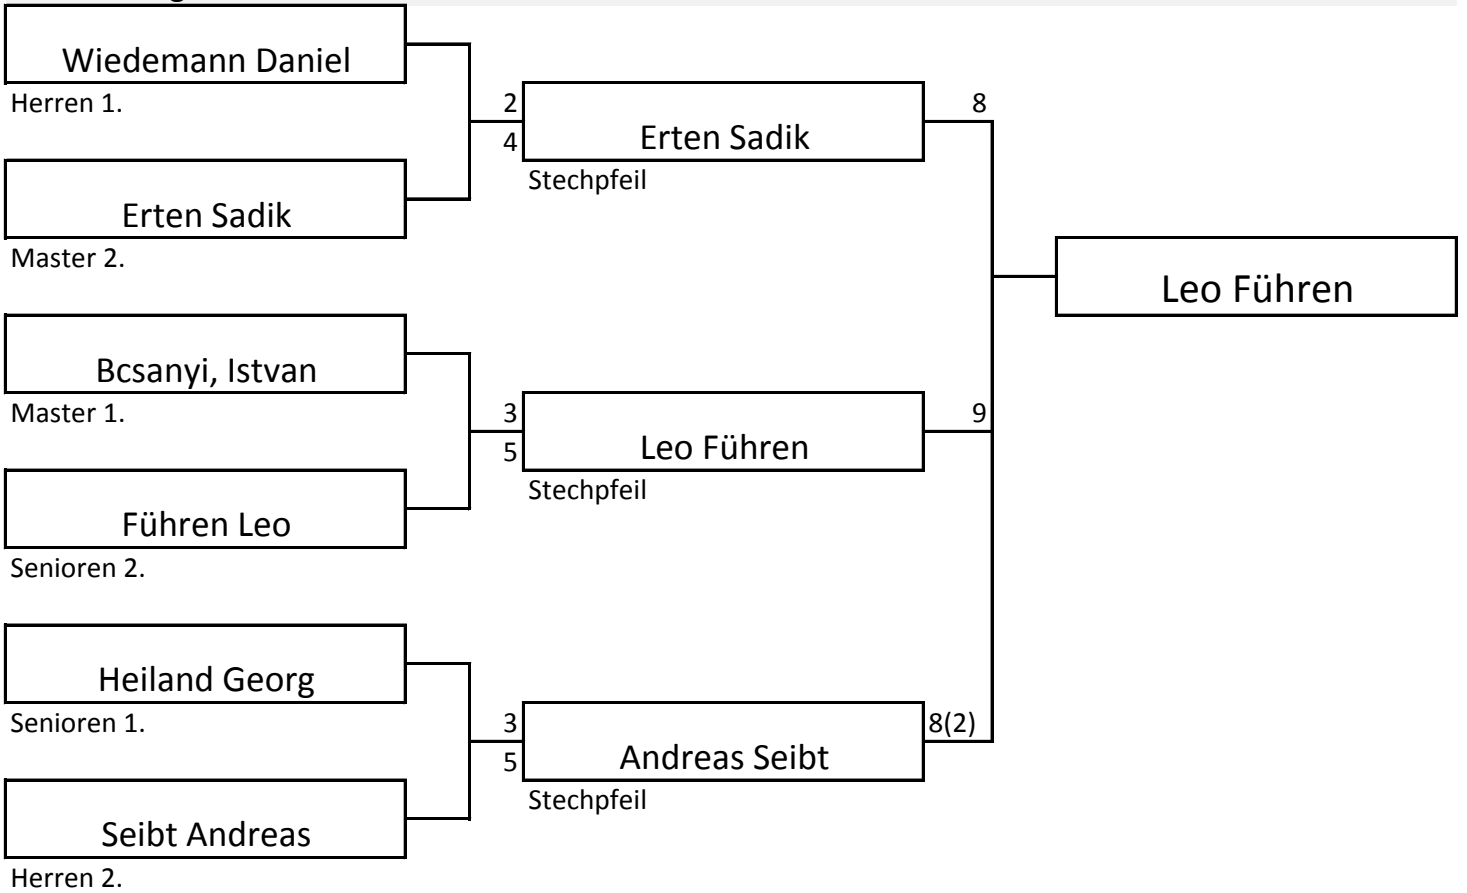 Wiedemann Daniel
Herren 1.
2
4
Erten Sadik
Stechpfeil
8
Erten Sadik
Master 2.
Leo Führen
Bcsanyi, Istvan
Master 1.
3
5
Leo Führen
Stechpfeil
9
Führen Leo
Senioren 2.
Heiland Georg
Senioren 1.
3
5
Andreas Seibt
Stechpfeil
8(2)
Seibt Andreas
Herren 2.